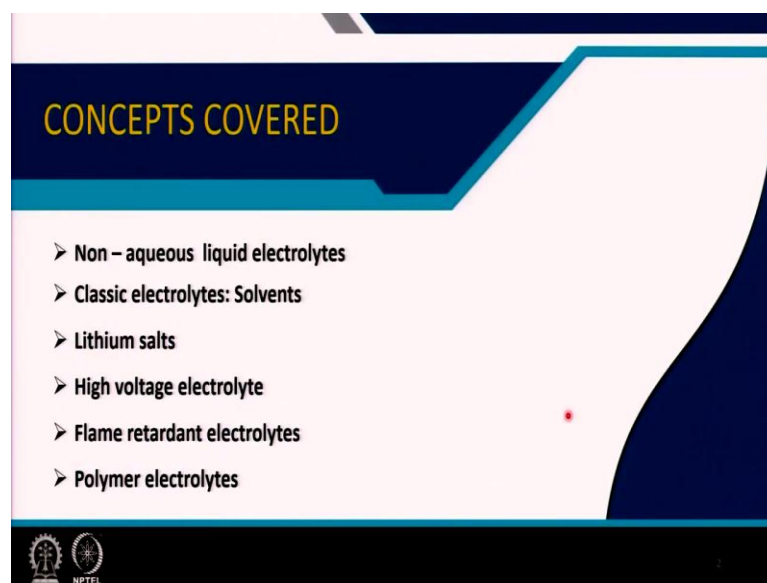 CONCEPTS COVERED
➢ Non – aqueous liquid electrolytes
➢ Classic electrolytes: Solvents
➢ Lithium salts
➢ High voltage electrolyte
➢ Flame retardant electrolytes
➢ Polymer electrolytes
NPTEL
2